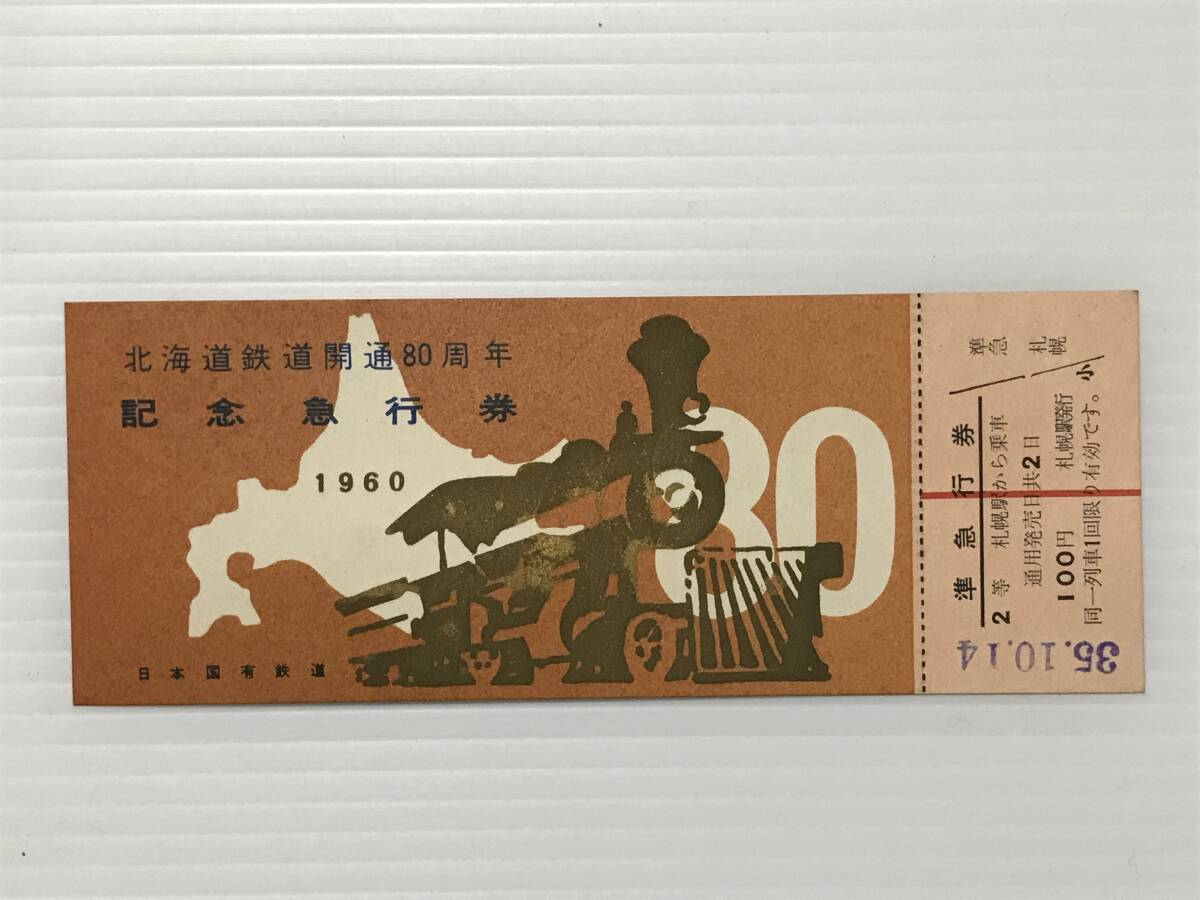 北海道鉄道開通80周年
記念急行券
1960
80
日本国有鉄道
準急
札幌
小
準急行券
2等 札幌駅から乗車
通用発売日共2日
100円 札幌駅発行
同一列車1回限り有効です。
35.10.14